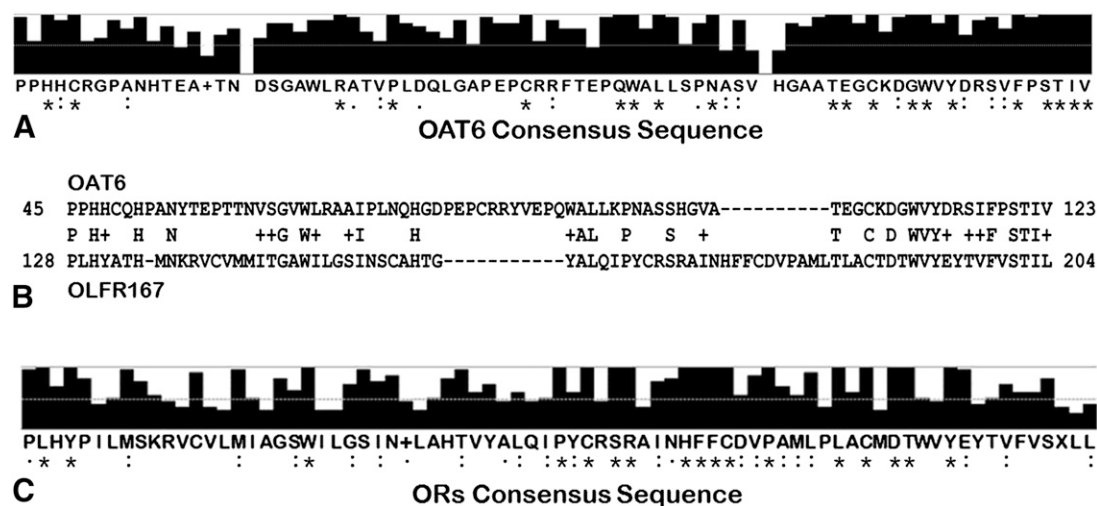 PPHHCRGPANHTEA+TN DSGAWLRATVPLDQLGAPEPCRRFTEPQWALLSPNASV HGAATEGCKDGWVYDRSVFPSTIV
*:* : *. :* . * : ** * .*:: ** * ** *: ::* ****
A OAT6 Consensus Sequence
OAT6
45 PPHHCQHPANYTEPTTNVSGVWLRAAIPLNQHGDPEPCRRYVEPQWALLKPNASSHGVA----------TEGCKDGWVYDRSIFPSTIV 123
P H+ H N ++G W+ +I H +AL P S + T C D WVY+ ++F STI+
128 PLHYATH-MNKRVCVMMITGAWILGSINSCAHTG-----------YALQIPYCRSRAINHFFCDVPAMLTLACTDTWVYEYTVFVSTIL 204
B OLFR167
PLHYPILMSKRVCVLMIAGSWILGSIN+LAHTVYALQIPYCRSRAINHFFCDVPAMLPLACMDTWVYEYTVFVSXLL
.* * : : :* : : . : .: :* * ** :.****: :*:: * * ** *: : :
C ORs Consensus Sequence